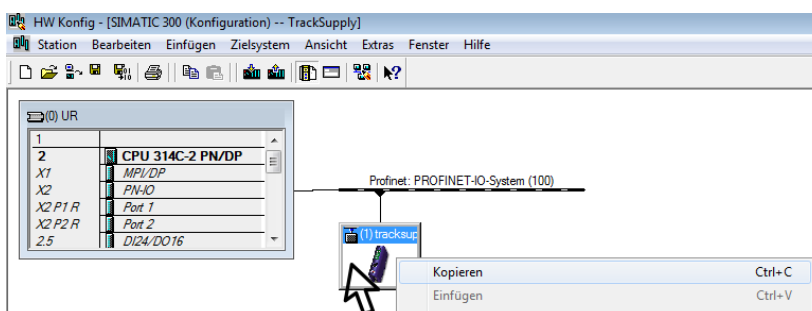 HW Konfig - [SIMATIC 300 (Konfiguration) -- TrackSupply]
Station Bearbeiten Einfügen Zielsystem Ansicht Extras Fenster Hilfe
(0) UR
1
2 CPU 314C-2 PN/DP
X1 MPI/DP
X2 PN-IO
X2 P1 R Port 1
X2 P2 R Port 2
2.5 DI24/DO16
Profinet: PROFINET-IO-System (100)
(1) tracksup
Kopieren Ctrl+C
Einfügen Ctrl+V